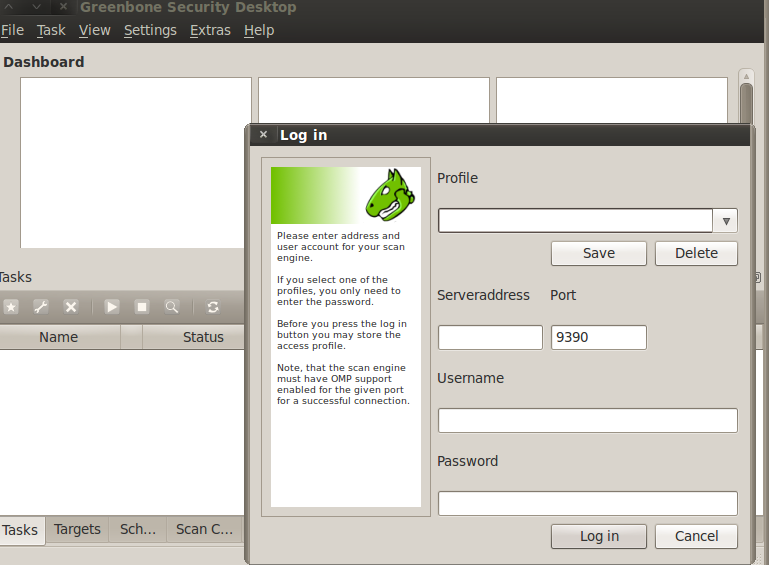 Greenbone Security Desktop
File Task View Settings Extras Help
Dashboard
Log in
Please enter address and
user account for your scan
engine.
If you select one of the
profiles, you only need to
enter the password.
Before you press the log in
button you may store the
access profile.
Note, that the scan engine
must have OMP support
enabled for the given port
for a successful connection.
Profile
Save Delete
Serveraddress Port
9390
Username
Password
Log in Cancel
Tasks
Name Status
Tasks Targets Sch... Scan C...